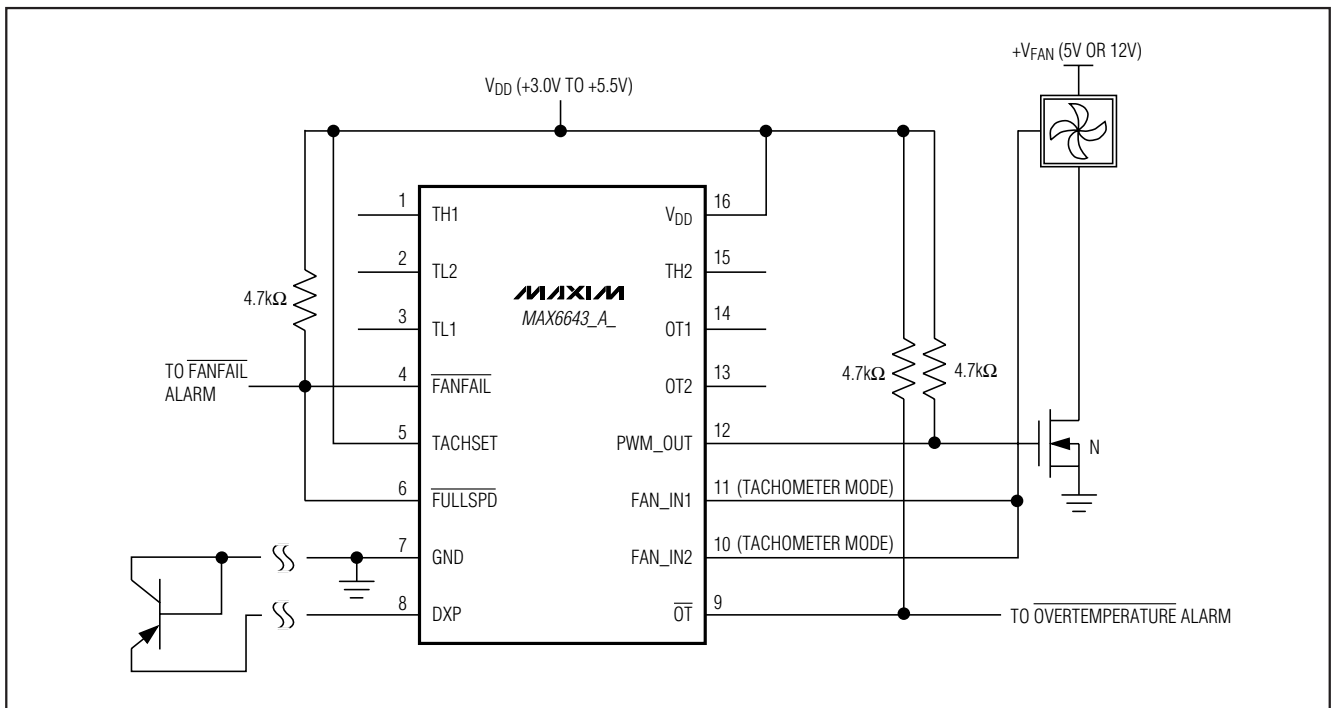 +VFAN (5V OR 12V)
VDD (+3.0V TO +5.5V)
1
TH1
2
TL2
3
TL1
4.7kΩ
TO FANFAIL
ALARM
4
FANFAIL
5
TACHSET
6
FULLSPD
7
GND
8
DXP
MAXIM
MAX6643_A_
16
VDD
15
TH2
14
OT1
13
OT2
4.7kΩ
4.7kΩ
12
PWM_OUT
N
11 (TACHOMETER MODE)
FAN_IN1
10 (TACHOMETER MODE)
FAN_IN2
9
OT
TO OVERTEMPERATURE ALARM